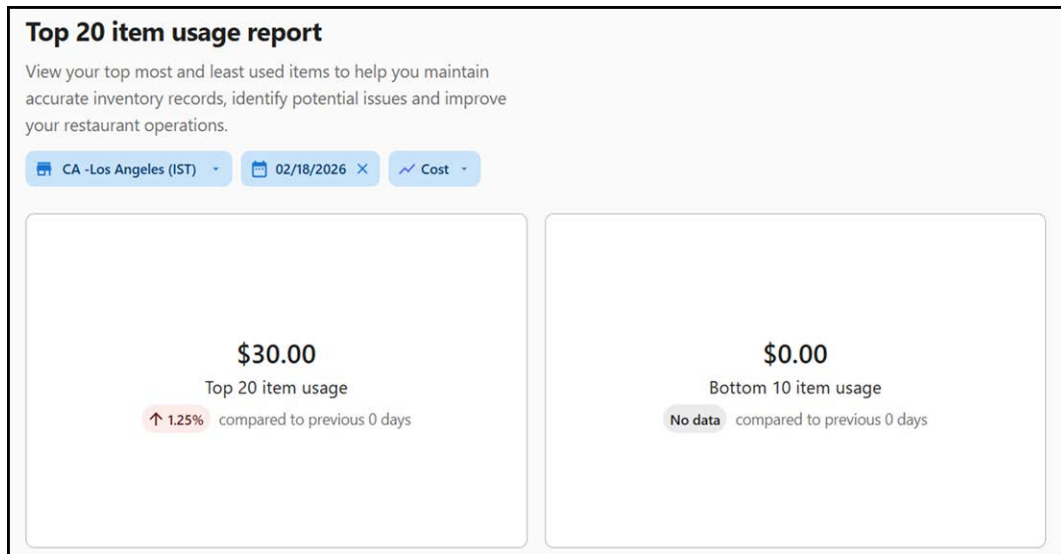 Top 20 item usage report
View your top most and least used items to help you maintain
accurate inventory records, identify potential issues and improve
your restaurant operations.
CA -Los Angeles (IST) 02/18/2026 Cost
$30.00
Top 20 item usage
↑ 1.25% compared to previous 0 days
$0.00
Bottom 10 item usage
No data compared to previous 0 days